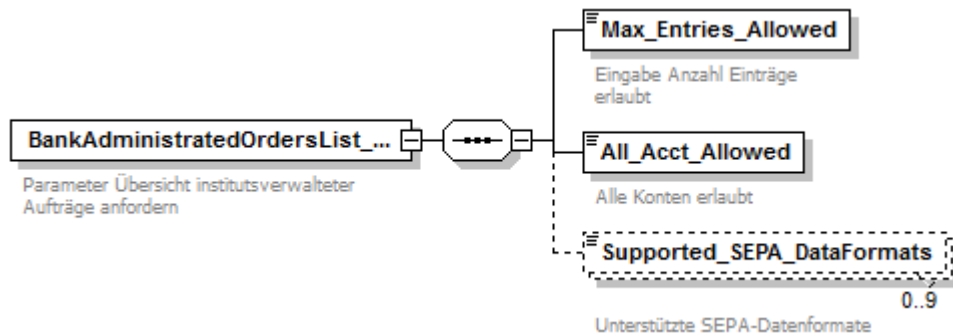 Max_Entries_Allowed
Eingabe Anzahl Einträge
erlaubt
BankAdministratedOrdersList_...
Parameter Übersicht institutsverwalteter
Aufträge anfordern
All_Acct_Allowed
Alle Konten erlaubt
Supported_SEPA_DataFormats
0..9
Unterstützte SEPA-Datenformate